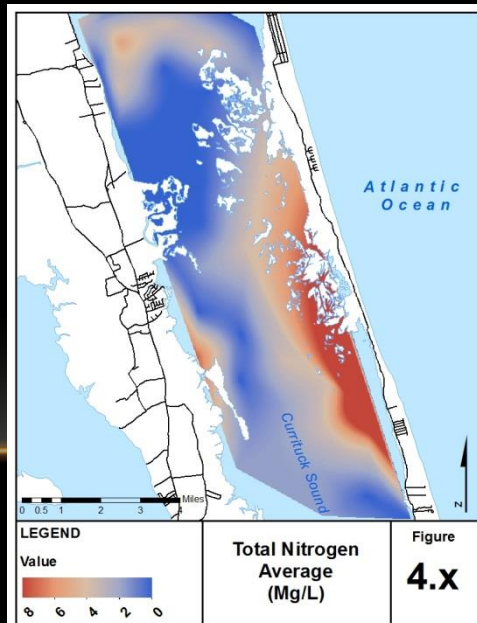 Atlantic
Ocean
Currituck Sound
N
0 0.5 1 2 3 4 Miles
LEGEND
Value
8 6 4 2 0
Total Nitrogen
Average
(Mg/L)
Figure
4.x